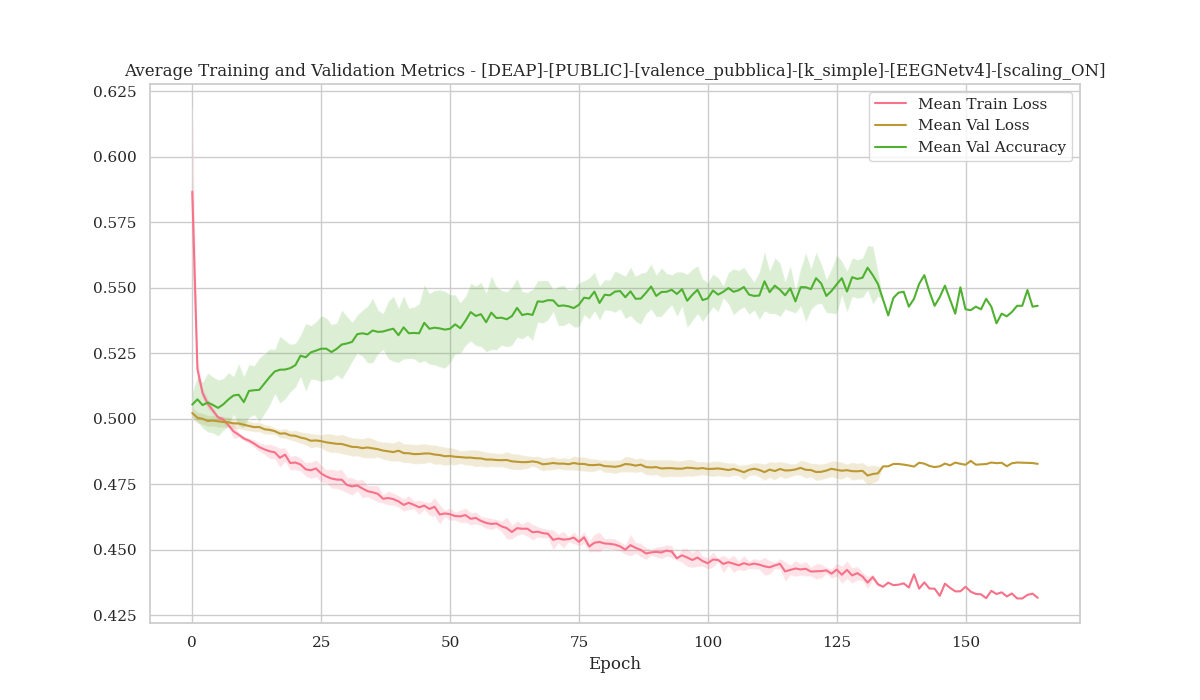 Average Training and Validation Metrics - [DEAP]-[PUBLIC]-[valence_pubblica]-[k_simple]-[EEGNetv4]-[scaling_ON]
Mean Train Loss
Mean Val Loss
Mean Val Accuracy
0.625
0.600
0.575
0.550
0.525
0.500
0.475
0.450
0.425
0 25 50 75 100 125 150
Epoch